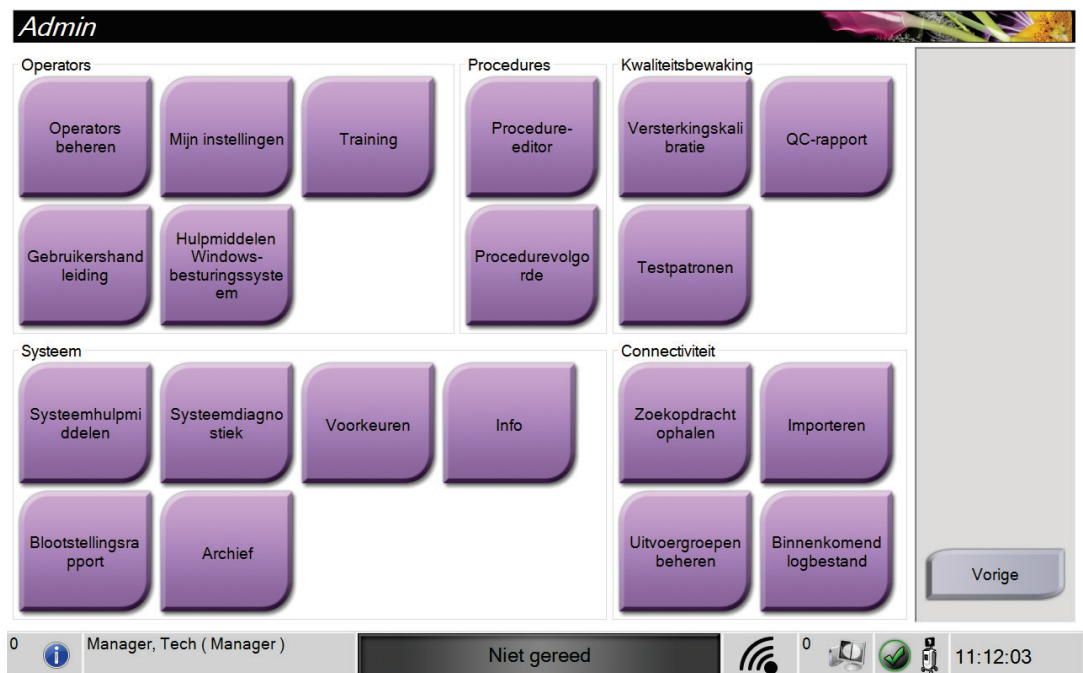 Admin
Operators
Operators
beheren
Mijn instellingen
Training
Gebruikershand
leiding
Hulpmiddelen
Windows-
besturingssyste
em
Procedures
Procedure-
editor
Procedurevolgo
rde
Kwaliteitsbewaking
Versterkingskali
bratie
QC-rapport
Testpatronen
Systeem
Systeemhulpmi
ddelen
Systeemdiagno
stiek
Voorkeuren
Info
Blootstellingsra
pport
Archief
Connectiviteit
Zoekopdracht
ophalen
Importeren
Uitvoergroepen
beheren
Binnenkomend
logbestand
Vorige
0
Manager, Tech ( Manager )
Niet gereed
0
11:12:03